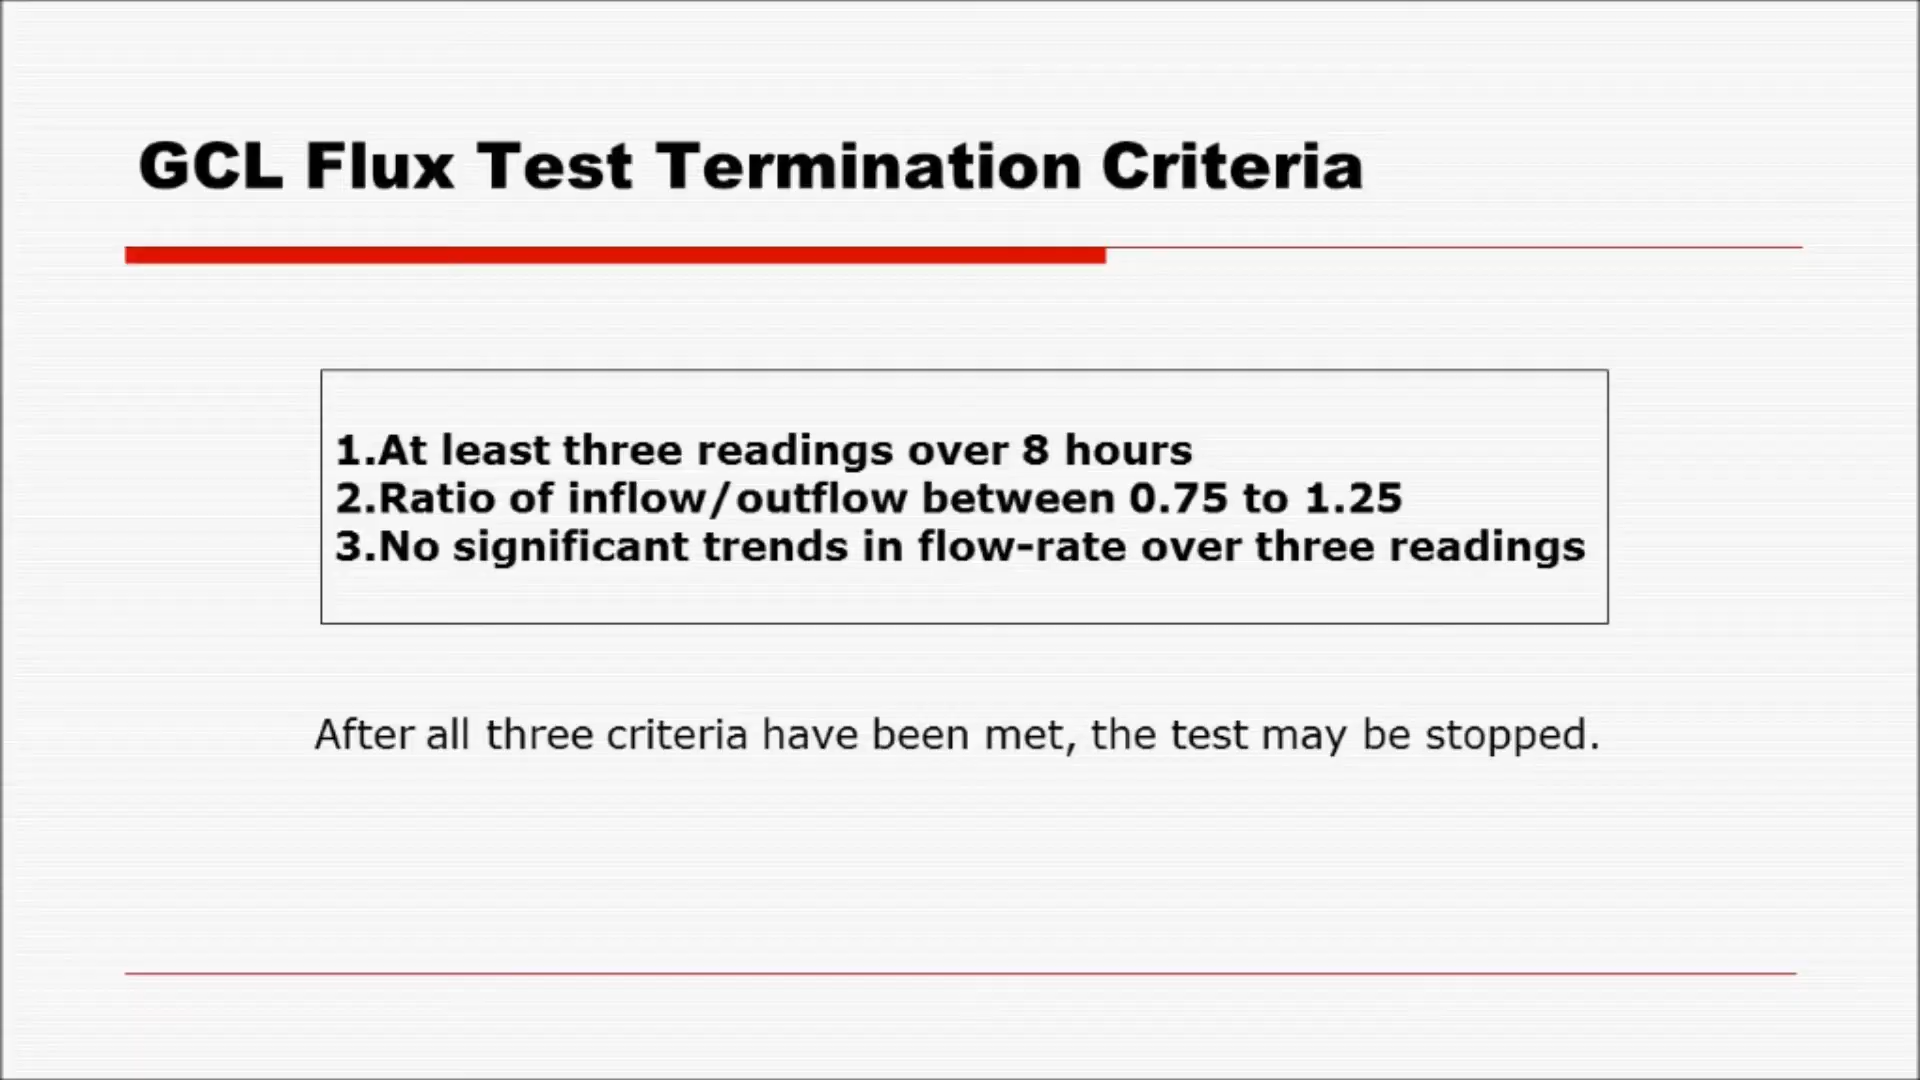 GCL Flux Test Termination Criteria
1.At least three readings over 8 hours
2.Ratio of inflow/outflow between 0.75 to 1.25
3.No significant trends in flow-rate over three readings
After all three criteria have been met, the test may be stopped.